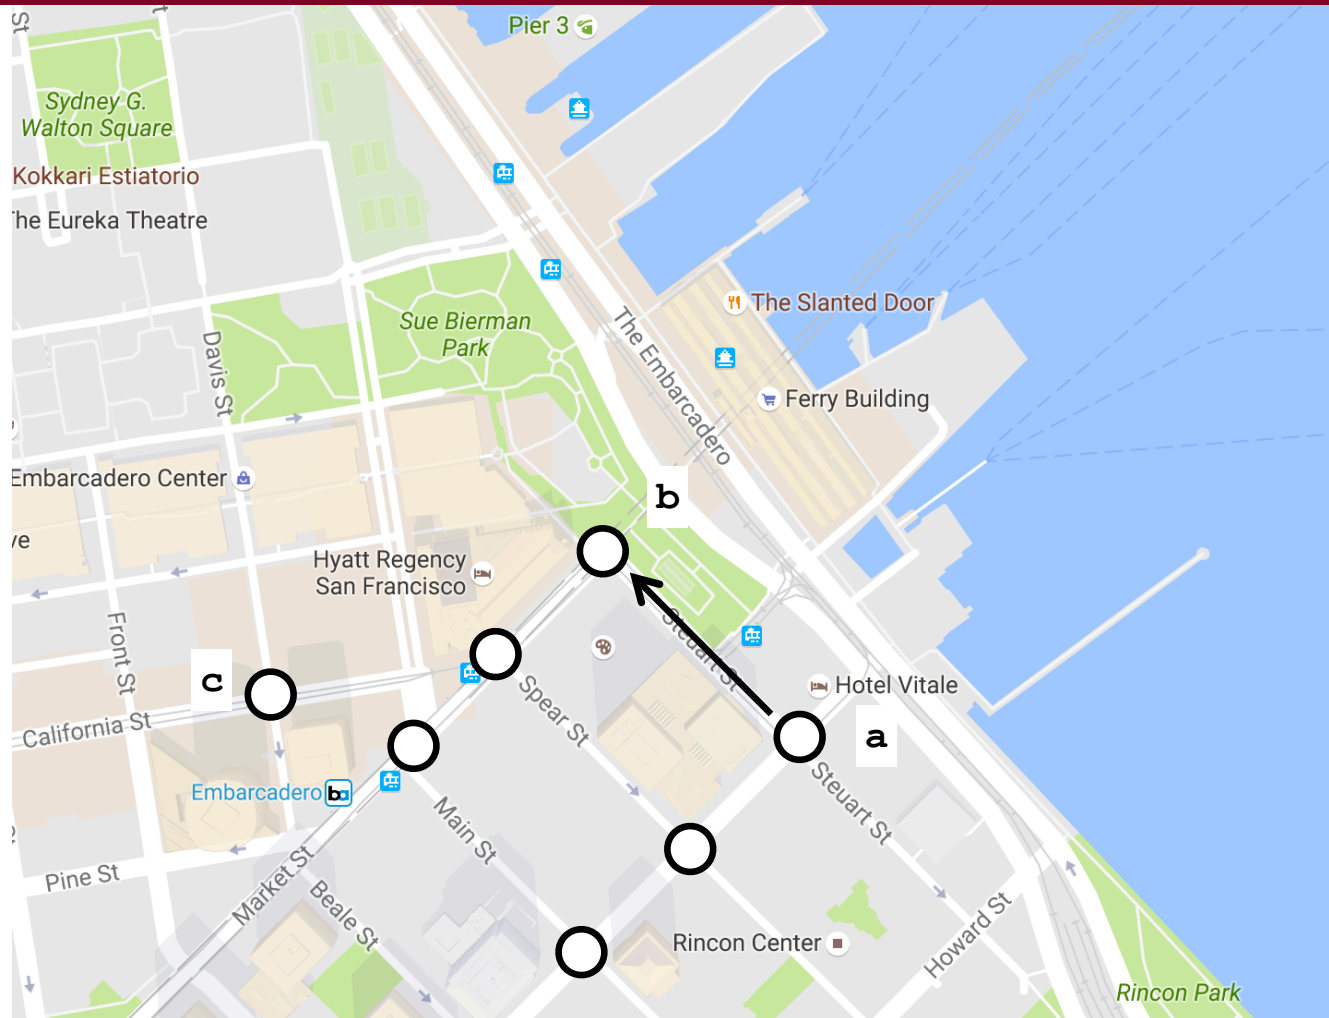 St
St
Pier 3
Sydney G.
Walton Square
Kokkari Estiatorio
The Eureka Theatre
The Slanted Door
Sue Bierman
Park
The Embarcadero
Davis St
Ferry Building
Embarcadero Center
b
ve
Hyatt Regency
San Francisco
Front St
Steuart St
c
Spear St
Hotel Vitale
California St
a
Embarcadero
ba
Main St
Steuart St
Market St
Pine St
Beale St
Rincon Center
Howard St
Rincon Park